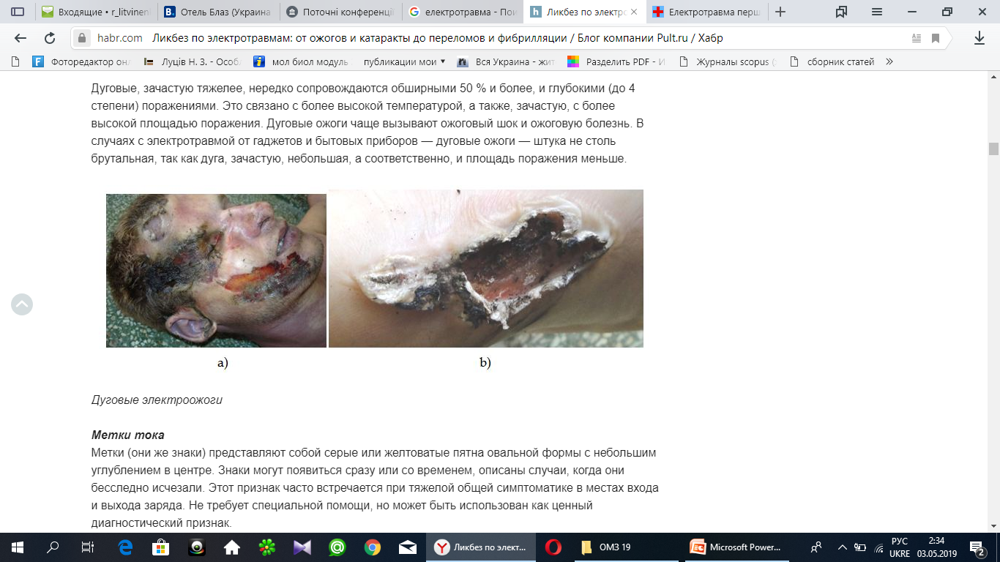 Входящие • r_litvinenl
Отель Блаз (Украина
Поточні конференції
електротравма - Пои
Ликбез по электро
Електротравма перш
habr.com Ликбез по электротравмам: от ожогов и катаракты до переломов и фибрилляции / Блог компании Pult.ru / Хабр
Фоторедактор онл
Луців Н. З. - Особл
мол биол модуль
публикации мои
Вся Украина - жит
Разделить PDF - И
Журналы scopus (
сборник статей
Дуговые, зачастую тяжелее, нередко сопровождаются обширными 50 % и более, и глубокими (до 4
степени) поражениями. Это связано с более высокой температурой, а также, зачастую, с более
высокой площадью поражения. Дуговые ожоги чаще вызывают ожоговый шок и ожоговую болезнь. В
случаях с электротравмой от гаджетов и бытовых приборов — дуговые ожоги — штука не столь
брутальная, так как дуга, зачастую, небольшая, а соответственно, и площадь поражения меньше.
a)
b)
Дуговые электроожоги
Метки тока
Метки (они же знаки) представляют собой серые или желтоватые пятна овальной формы с небольшим
углублением в центре. Знаки могут появиться сразу или со временем, описаны случаи, когда они
бесследно исчезали. Этот признак часто встречается при тяжелой общей симптоматике в местах входа
и выхода заряда. Не требует специальной помощи, но может быть использован как ценный
диагностический признак.
Ликбез по элект...
ОМЗ 19
Microsoft Power...
РУС
UKRE
2:34
03.05.2019
2